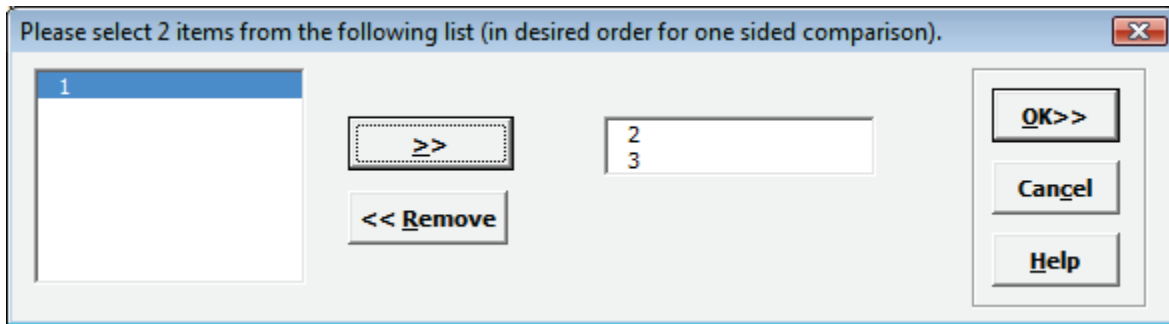 Please select 2 items from the following list (in desired order for one sided comparison).
1
>>
<< Remove
2
3
OK>>
Cancel
Help